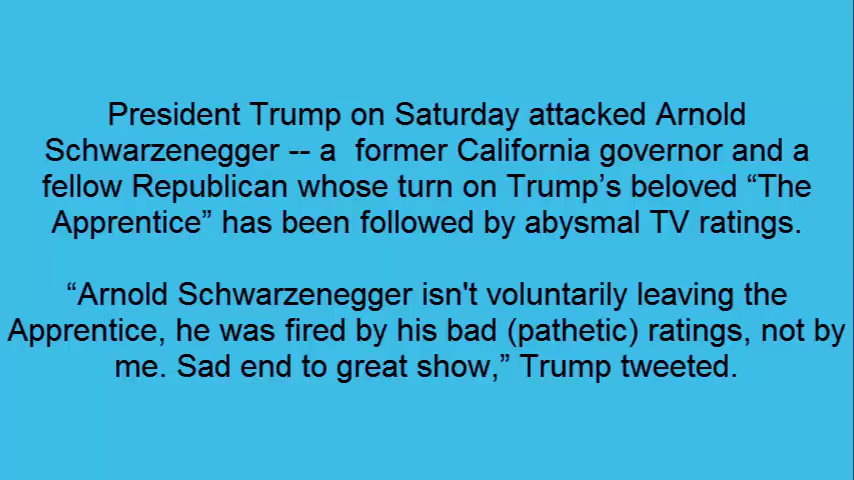 President Trump on Saturday attacked Arnold
Schwarzenegger -- a  former California governor and a
fellow Republican whose turn on Trump’s beloved “The
Apprentice” has been followed by abysmal TV ratings.
“Arnold Schwarzenegger isn't voluntarily leaving the
Apprentice, he was fired by his bad (pathetic) ratings, not by
me. Sad end to great show,” Trump tweeted.